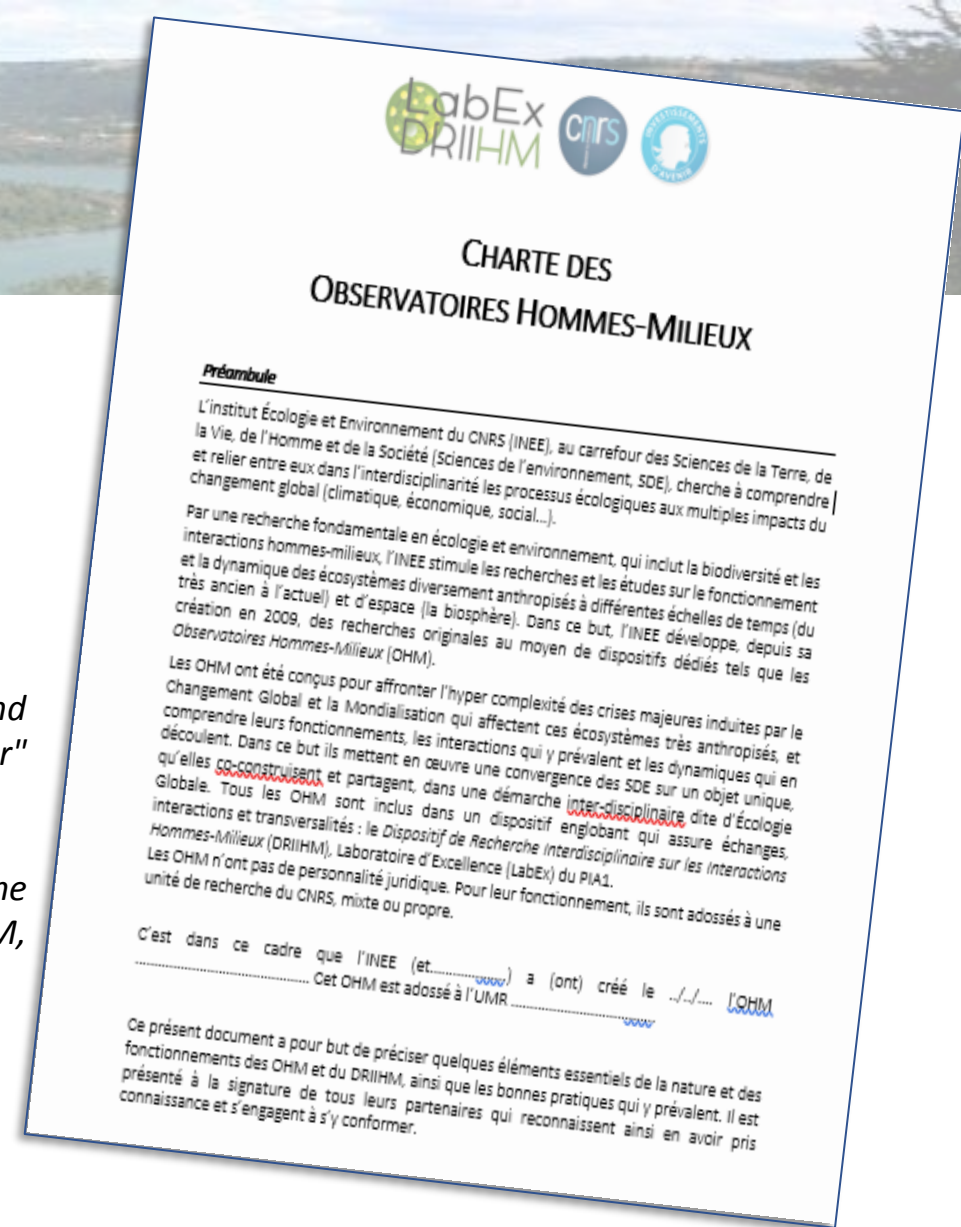 LabEx
DRIIHM
cnrs
INVESTISSEMENTS
D'AVENIR
CHARTE DES
OBSERVATOIRES HOMMES-MILIEUX
Préambule
L'institut Écologie et Environnement du CNRS (INEE), au carrefour des Sciences de la Terre, de
la Vie, de l'Homme et de la Société (Sciences de l'environnement, SDE), cherche à comprendre
et relier entre eux dans l'interdisciplinarité les processus écologiques aux multiples impacts du
changement global (climatique, économique, social...).
Par une recherche fondamentale en écologie et environnement, qui inclut la biodiversité et les
interactions hommes-milieux, l'INEE stimule les recherches et les études sur le fonctionnement
et la dynamique des écosystèmes diversement anthropisés à différentes échelles de temps (du
très ancien à l'actuel) et d'espace (la biosphère). Dans ce but, l'INEE développe, depuis sa
création en 2009, des recherches originales au moyen de dispositifs dédiés tels que les
Observatoires Hommes-Milieux (OHM).
Les OHM ont été conçus pour affronter l'hyper complexité des crises majeures induites par le
Changement Global et la Mondialisation qui affectent ces écosystèmes très anthropisés, et
comprendre leurs fonctionnements, les interactions qui y prévalent et les dynamiques qui en
découlent. Dans ce but ils mettent en œuvre une convergence des SDE sur un objet unique,
qu'elles co-construisent et partagent, dans une démarche inter-disciplinaire dite d'Écologie
Globale. Tous les OHM sont inclus dans un dispositif englobant qui assure échanges,
interactions et transversalités : le Dispositif de Recherche Interdisciplinaire sur les Interactions
Hommes-Milieux (DRIIHM), Laboratoire d'Excellence (LabEx) du PIA1.
Les OHM n'ont pas de personnalité juridique. Pour leur fonctionnement, ils sont adossés à une
unité de recherche du CNRS, mixte ou propre.
C'est dans ce cadre que l'INEE (et....................) a (ont) créé le ../../.... l'OHM
............................................. Cet OHM est adossé à l'UMR .....................................
Ce présent document a pour but de préciser quelques éléments essentiels de la nature et des
fonctionnements des OHM et du DRIIHM, ainsi que les bonnes pratiques qui y prévalent. Il est
présenté à la signature de tous leurs partenaires qui reconnaissent ainsi en avoir pris
connaissance et s'engagent à s'y conformer.
nd
r"
ne
M,